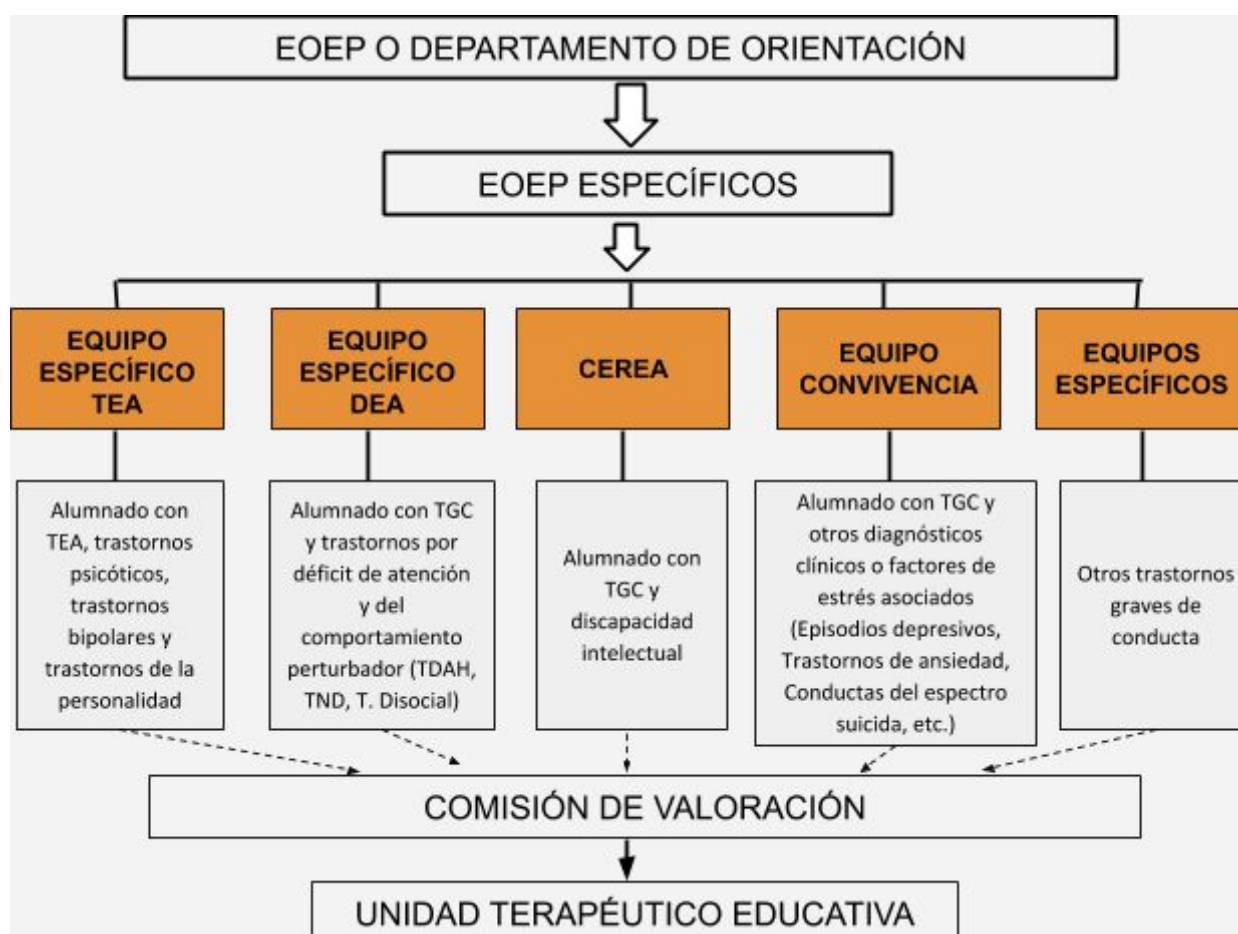 EOEP O DEPARTAMENTO DE ORIENTACIÓN
EOEP ESPECÍFICOS
EQUIPO
ESPECÍFICO
TEA
EQUIPO
ESPECÍFICO
DEA
CEREA
EQUIPO
CONVIVENCIA
EQUIPOS
ESPECÍFICOS
Alumnado con
TEA, trastornos
psicóticos,
trastornos
bipolares y
trastornos de la
personalidad
Alumnado con TGC
y trastornos por
déficit de atención
y del
comportamiento
perturbador (TDAH,
TND, T. Disocial)
Alumnado con
TGC y
discapacidad
intelectual
Alumnado con TGC y
otros diagnósticos
clínicos o factores de
estrés asociados
(Episodios depresivos,
Trastornos de ansiedad,
Conductas del espectro
suicida, etc.)
Otros trastornos
graves de
conducta
COMISIÓN DE VALORACIÓN
UNIDAD TERAPÉUTICO EDUCATIVA